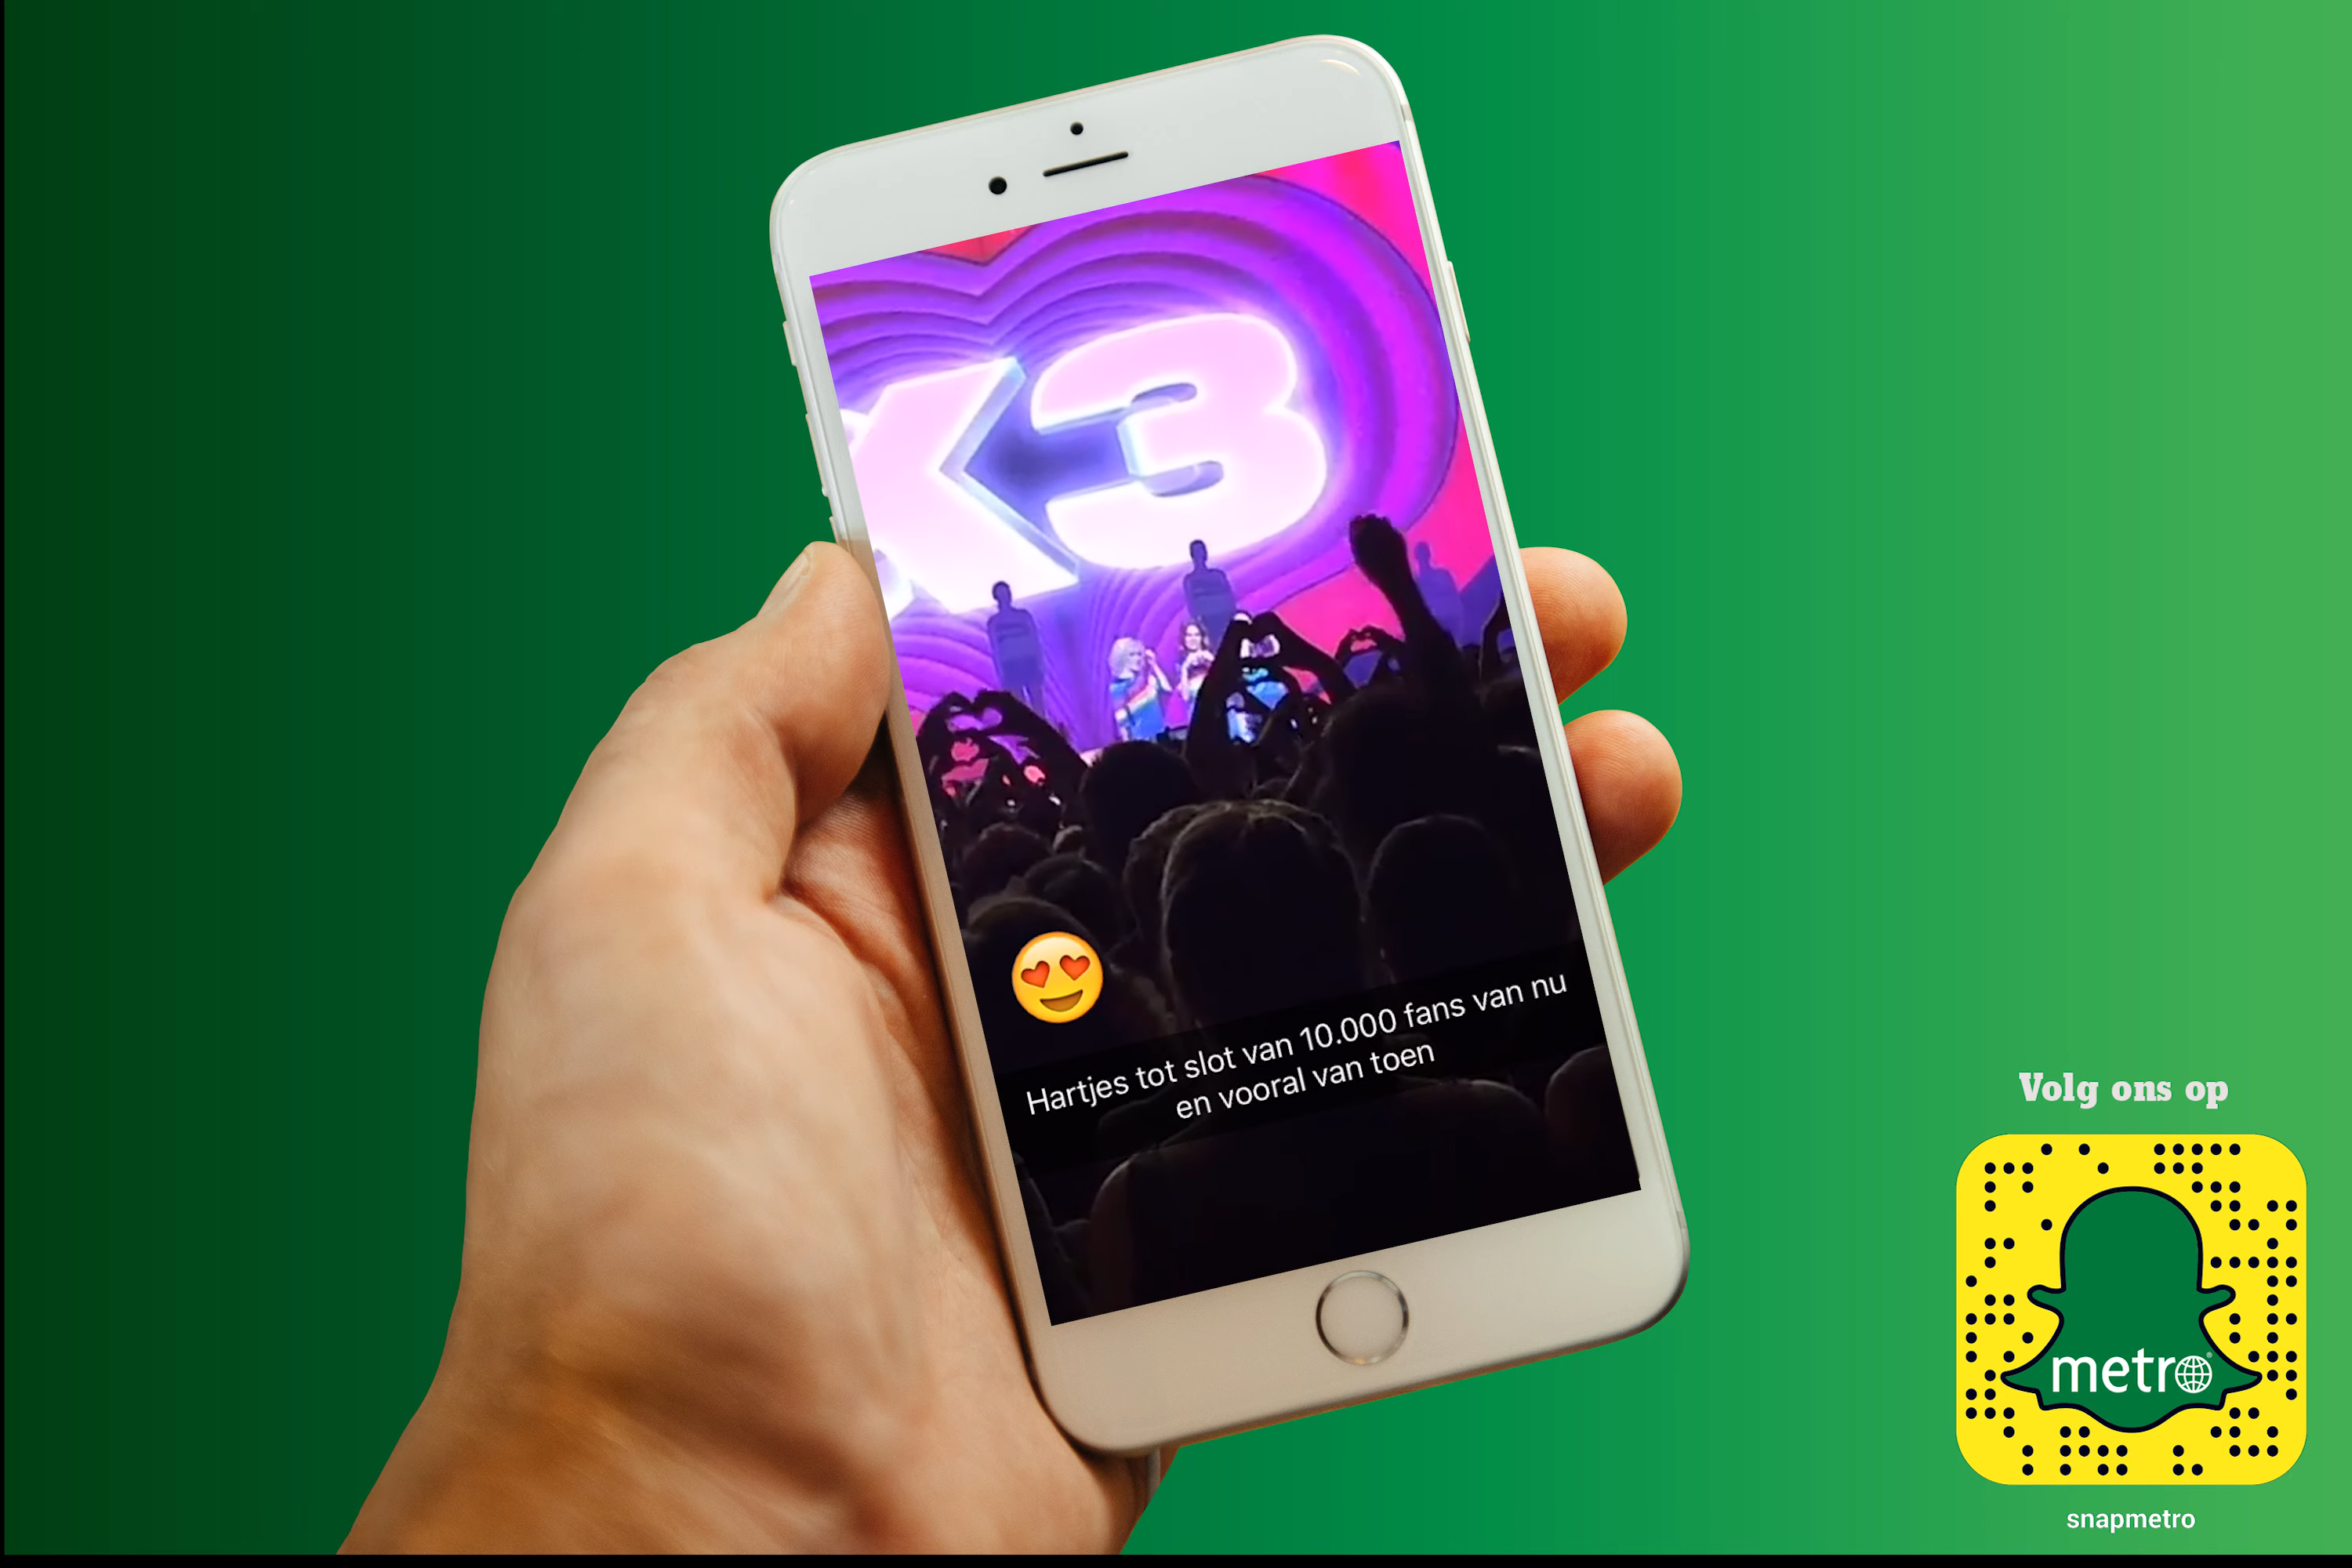 K3
Hartjes tot slot van 10.000 fans van nu
en vooral van toen
Volg ons op
metro
snapmetro